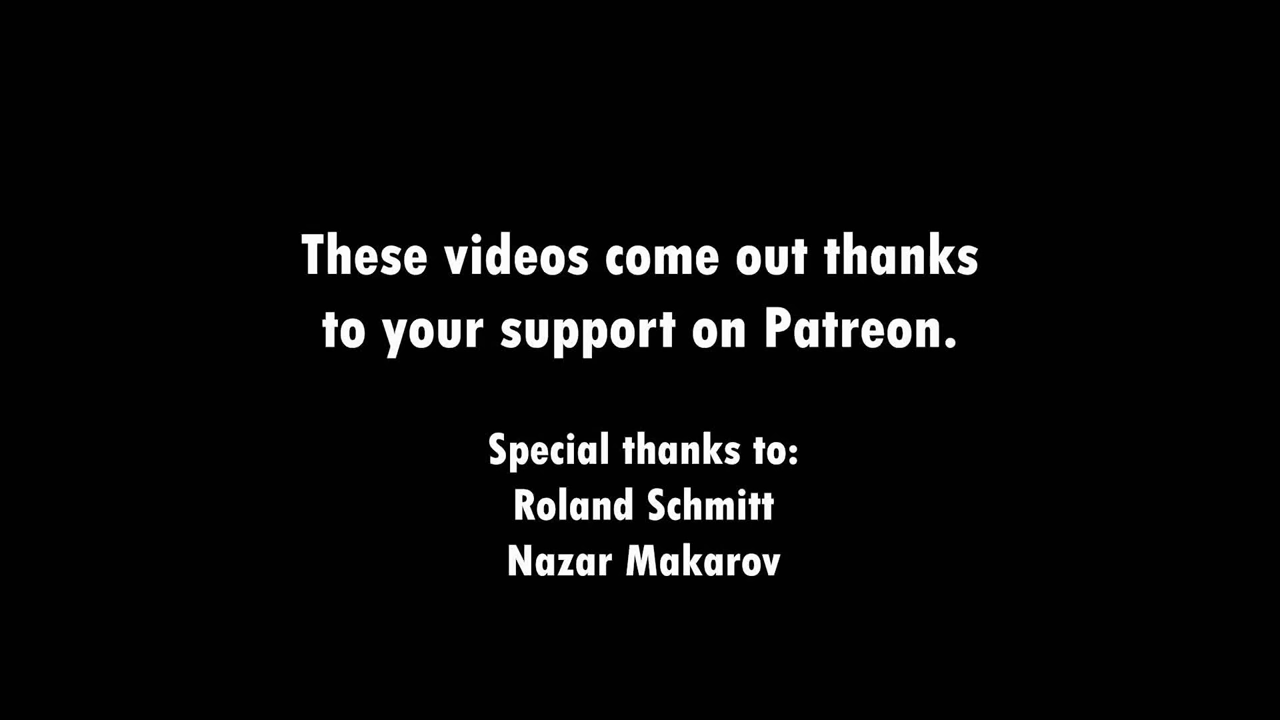 These videos come out thanks
to your support on Patreon.
Special thanks to:
Roland Schmitt
Nazar Makarov